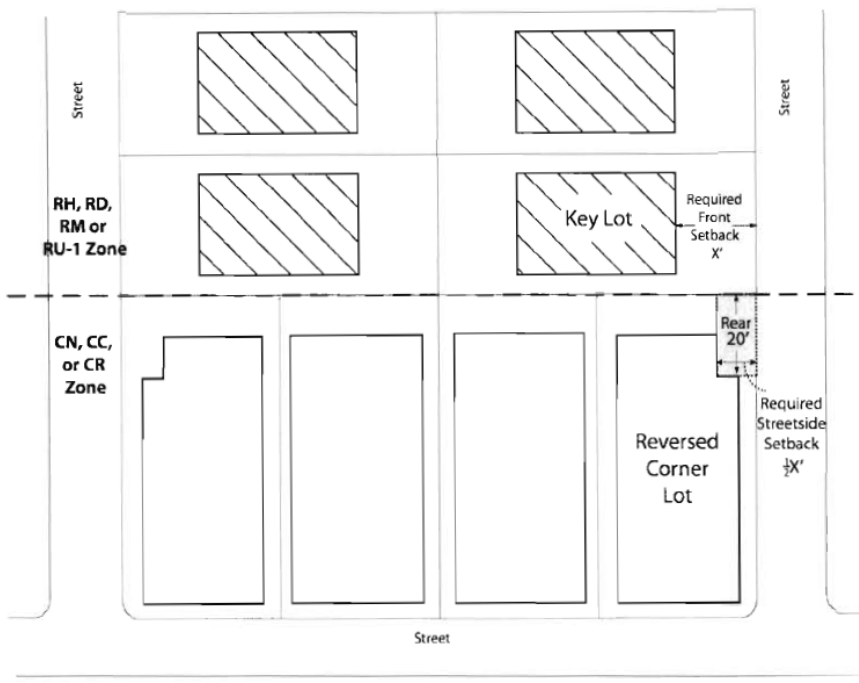 Street
Street
RH, RD,
RM or
RU-1 Zone
Key Lot
Required
Front
Setback
X'
CN, CC,
or CR
Zone
Rear
20'
Required
Streetside
Setback
½X'
Reversed
Corner
Lot
Street